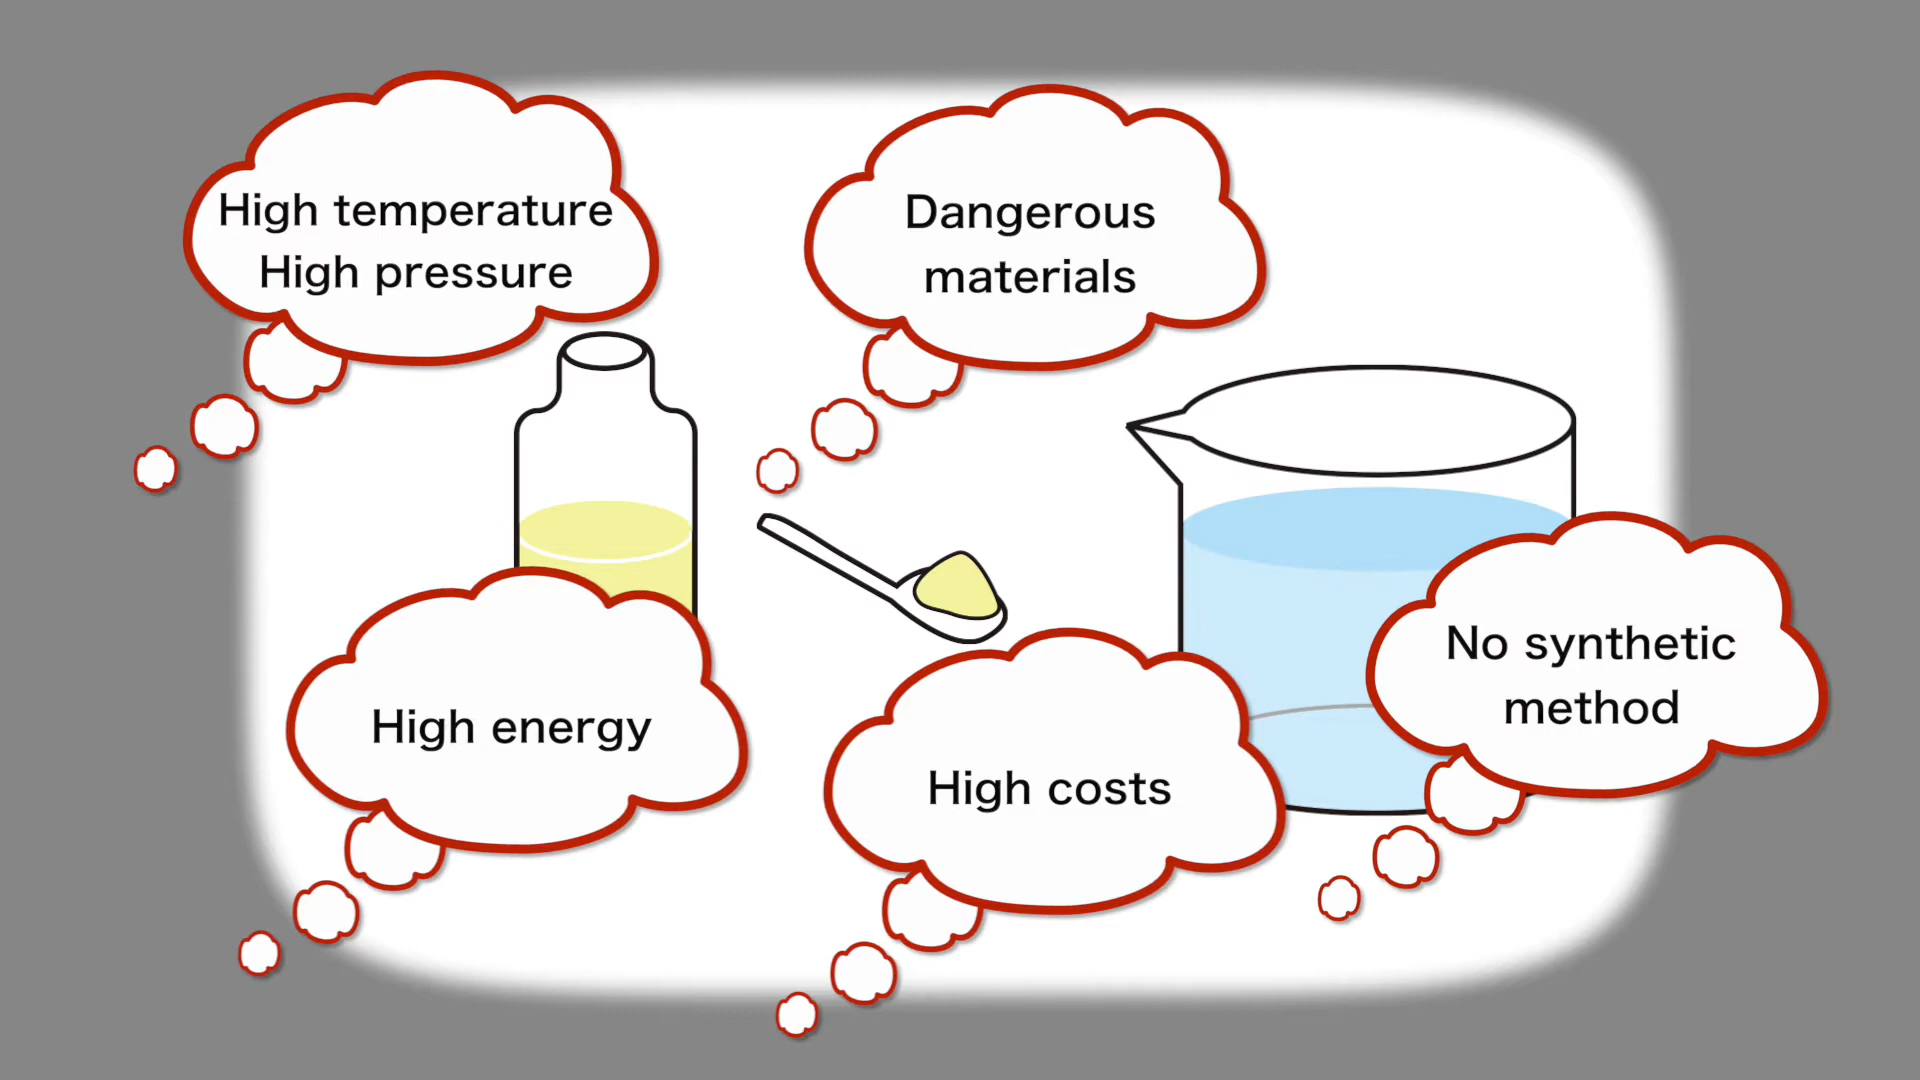 High temperature
High pressure
Dangerous
materials
High energy
High costs
No synthetic
method